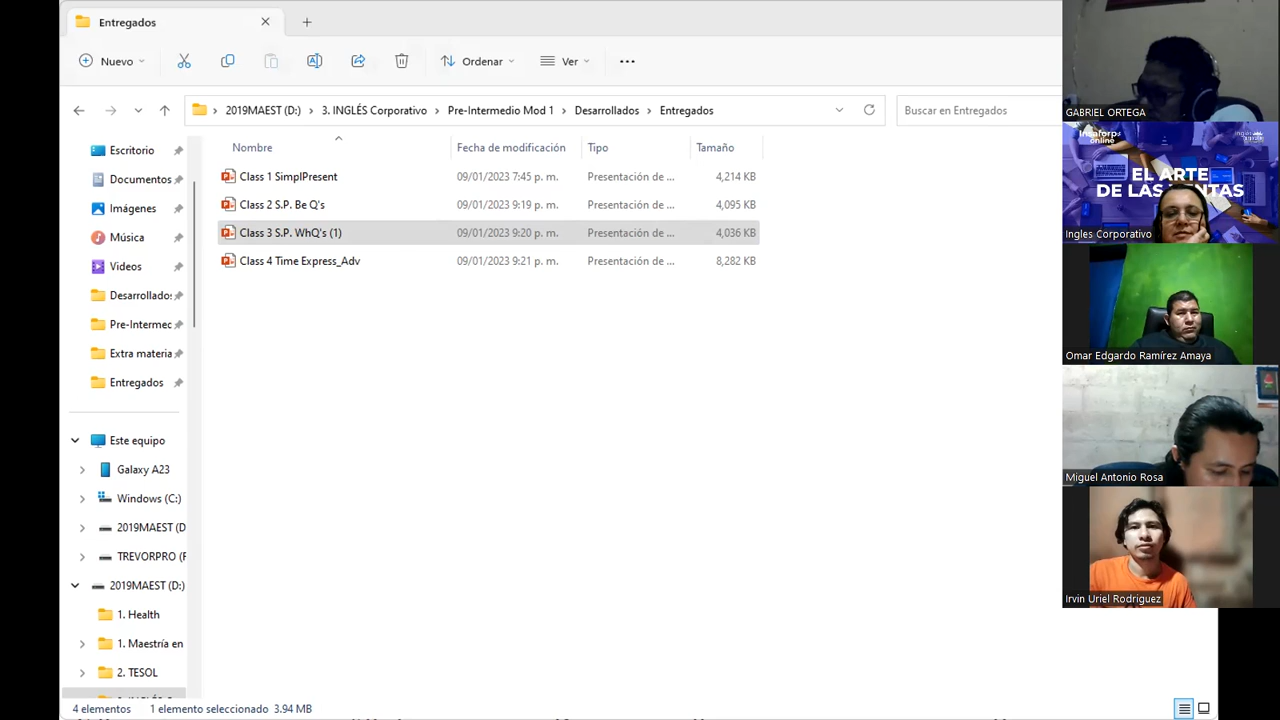 Entregados
Nuevo
Ordenar
Ver
2019MAEST (D:) > 3. INGLÉS Corporativo > Pre-Intermedio Mod 1 > Desarrollados > Entregados
Buscar en Entregados
Nombre Fecha de modificación Tipo Tamaño
Class 1 SimplPresent 09/01/2023 7:45 p. m. Presentación de ... 4,214 KB
Class 2 S.P. Be Q's 09/01/2023 9:19 p. m. Presentación de ... 4,095 KB
Class 3 S.P. WhQ's (1) 09/01/2023 9:20 p. m. Presentación de ... 4,036 KB
Class 4 Time Express_Adv 09/01/2023 9:21 p. m. Presentación de ... 8,282 KB
Escritorio
Documentos
Imágenes
Música
Videos
Desarrollados
Pre-Intermec
Extra materia
Entregados
Este equipo
Galaxy A23
Windows (C:)
2019MAEST (D
TREVORPRO (F
2019MAEST (D:)
1. Health
1. Maestría en
2. TESOL
4 elementos 1 elemento seleccionado 3.94 MB
GABRIEL ORTEGA
Insaforp online
EL ARTE
DE LAS VENTAS
Ingles Corporativo
Omar Edgardo Ramírez Amaya
Miguel Antonio Rosa
Irvin Uriel Rodriguez